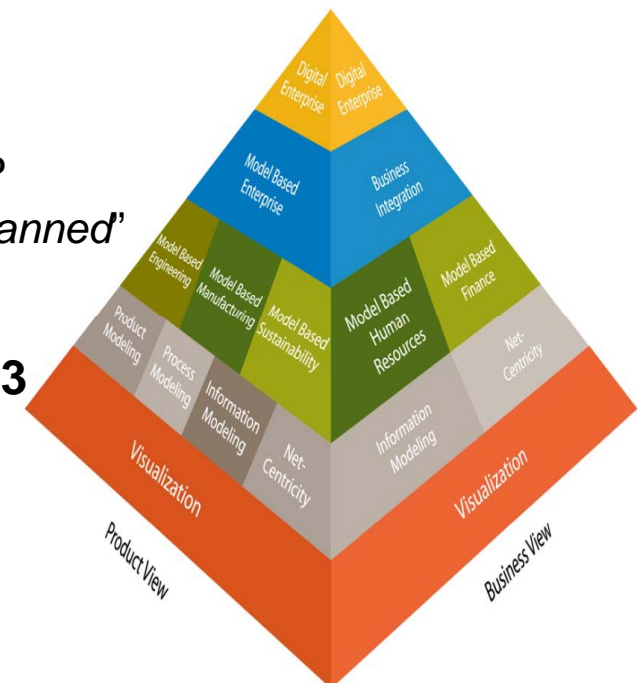 Digital
Enterprise
Digital
Enterprise
Model Based
Enterprise
Business
Integration
anned”
Model Based
Engineering
Model Based
Manufacturing
Model Based
Sustainability
Model Based
Human
Resources
Model Based
Finance
3
Product
Modeling
Process
Modeling
Information
Modeling
Net-
Centricity
Information
Modeling
Net-
Centricity
Visualization
Visualization
Product View
Business View